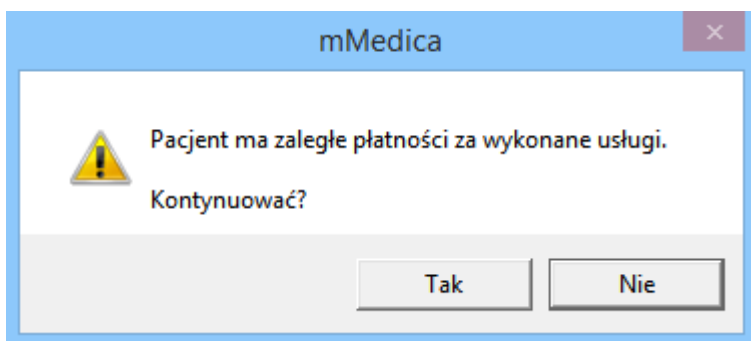 mMedica
Pacjent ma zaległe płatności za wykonane usługi.
Kontynuować?
Tak
Nie